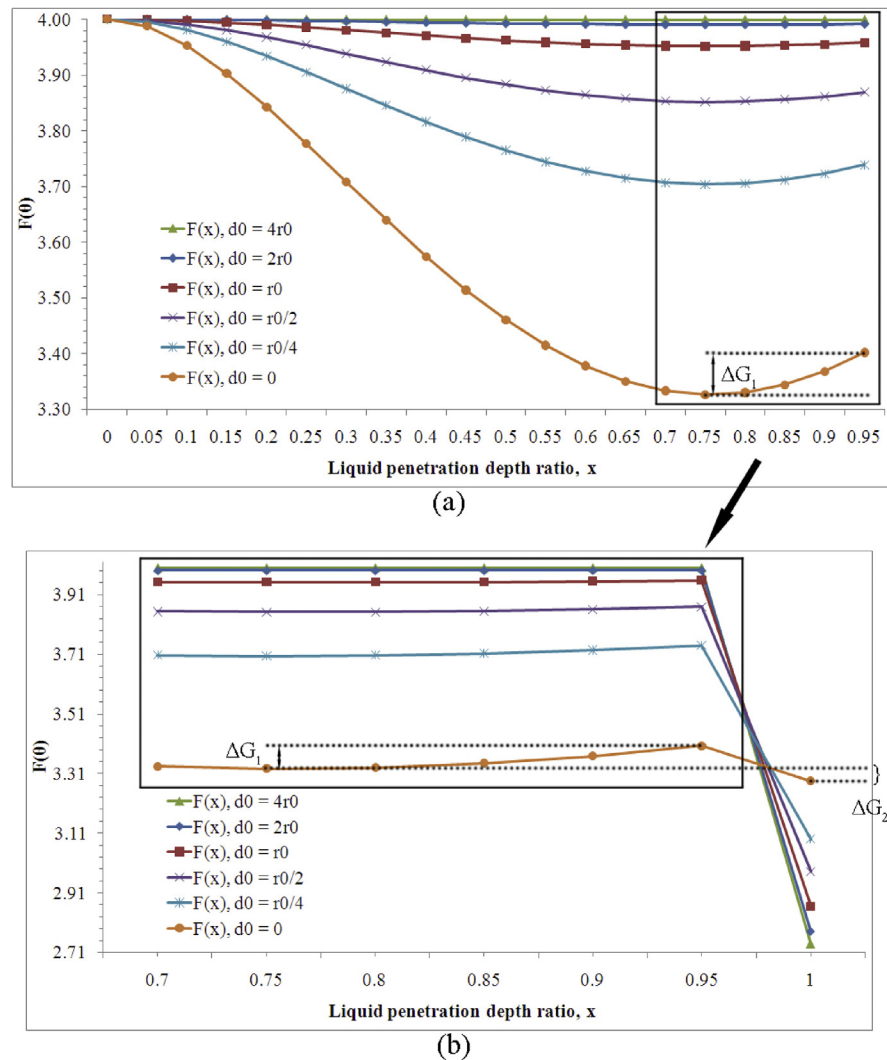 4.00
3.90
3.80
3.70
3.60
3.50
3.40
3.30
F(0)
F(x), d0 = 4r0
F(x), d0 = 2r0
F(x), d0 = r0
F(x), d0 = r0/2
F(x), d0 = r0/4
F(x), d0 = 0
ΔG1
0 0.05 0.1 0.15 0.2 0.25 0.3 0.35 0.4 0.45 0.5 0.55 0.6 0.65 0.7 0.75 0.8 0.85 0.9 0.95
Liquid penetration depth ratio, x
(a)
3.91
3.71
3.51
3.31
3.11
2.91
2.71
F(0)
ΔG1
ΔG2
F(x), d0 = 4r0
F(x), d0 = 2r0
F(x), d0 = r0
F(x), d0 = r0/2
F(x), d0 = r0/4
F(x), d0 = 0
0.7 0.75 0.8 0.85 0.9 0.95 1
Liquid penetration depth ratio, x
(b)